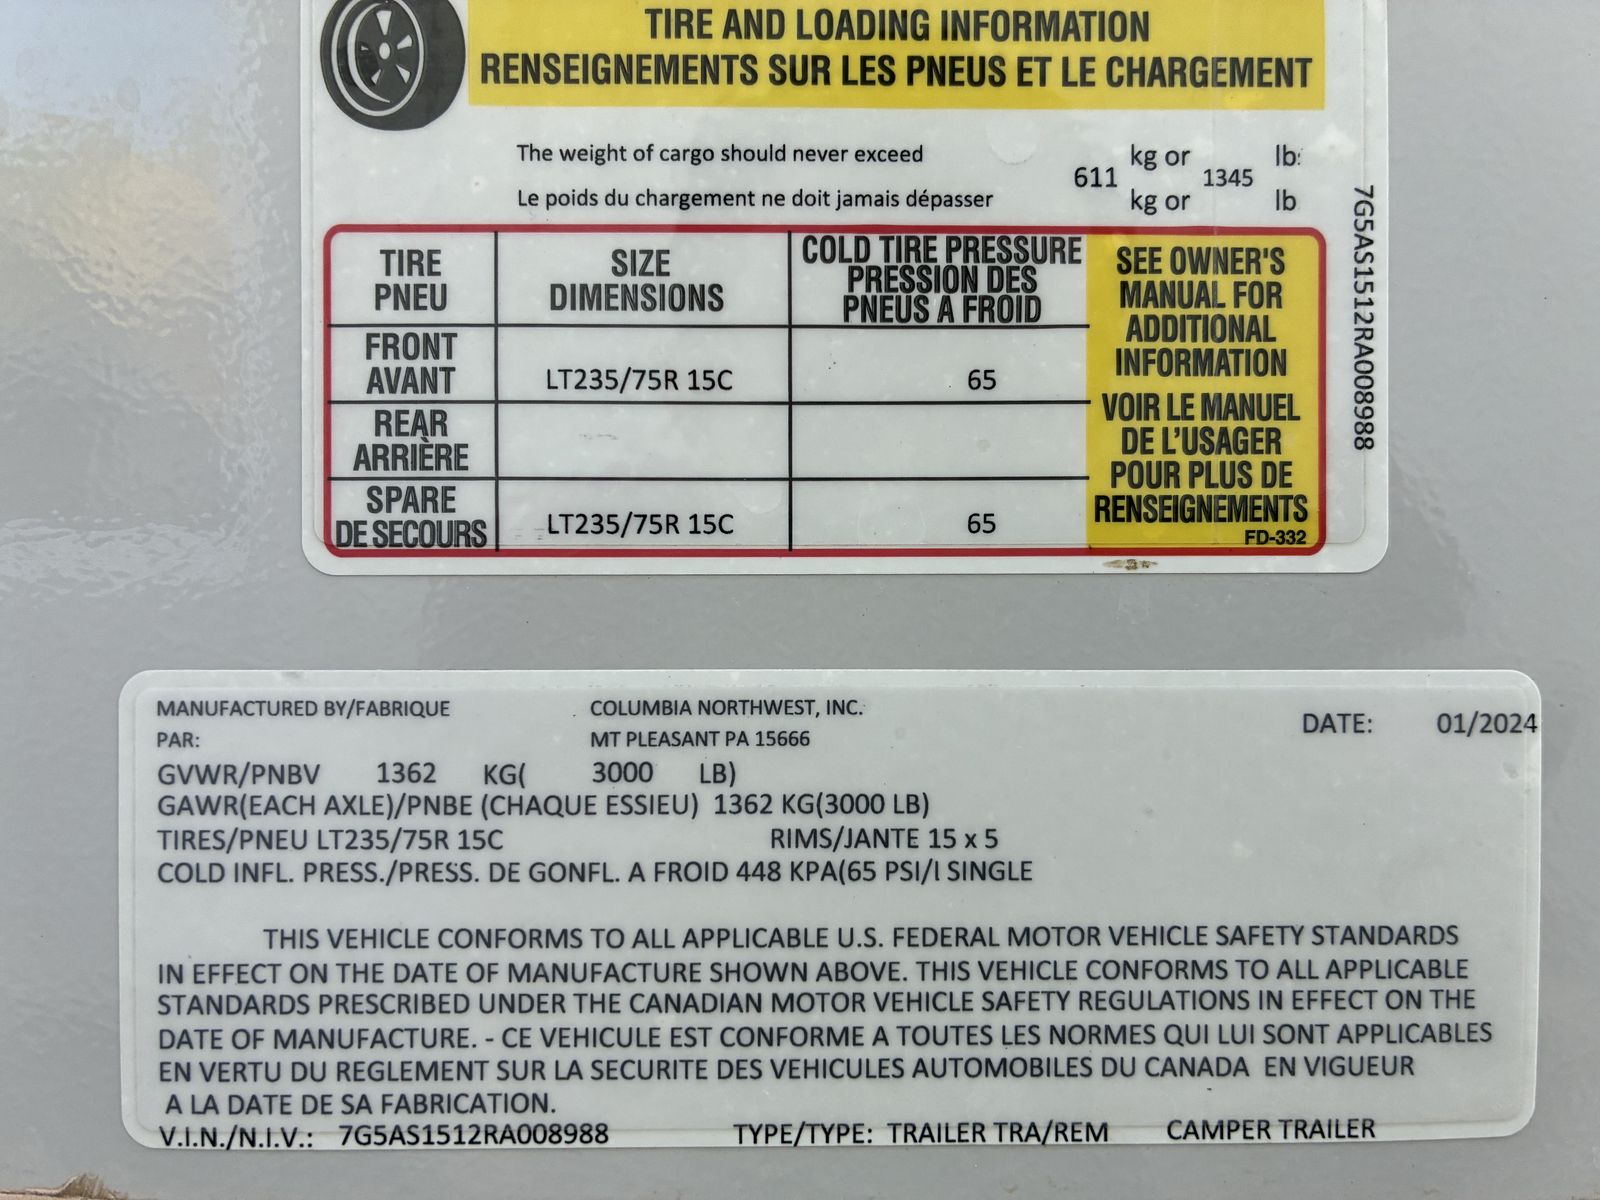 TIRE AND LOADING INFORMATION
RENSEIGNEMENTS SUR LES PNEUS ET LE CHARGEMENT
The weight of cargo should never exceed 611 kg or 1345 lb:
Le poids du chargement ne doit jamais dépasser kg or lb
7G5AS1512RA008988
TIRE PNEU
SIZE DIMENSIONS
COLD TIRE PRESSURE
PRESSION DES
PNEUS A FROID
FRONT
AVANT LT235/75R 15C 65
REAR
ARRIÈRE
SPARE
DE SECOURS LT235/75R 15C 65
SEE OWNER'S
MANUAL FOR
ADDITIONAL
INFORMATION
VOIR LE MANUEL
DE L'USAGER
POUR PLUS DE
RENSEIGNEMENTS
FD-332
MANUFACTURED BY/FABRIQUE COLUMBIA NORTHWEST, INC. DATE: 01/2024
PAR: MT PLEASANT PA 15666
GVWR/PNBV 1362 KG( 3000 LB)
GAWR(EACH AXLE)/PNBE (CHAQUE ESSIEU) 1362 KG(3000 LB)
TIRES/PNEU LT235/75R 15C RIMS/JANTE 15 x 5
COLD INFL. PRESS./PRESS. DE GONFL. A FROID 448 KPA(65 PSI/l SINGLE
THIS VEHICLE CONFORMS TO ALL APPLICABLE U.S. FEDERAL MOTOR VEHICLE SAFETY STANDARDS
IN EFFECT ON THE DATE OF MANUFACTURE SHOWN ABOVE. THIS VEHICLE CONFORMS TO ALL APPLICABLE
STANDARDS PRESCRIBED UNDER THE CANADIAN MOTOR VEHICLE SAFETY REGULATIONS IN EFFECT ON THE
DATE OF MANUFACTURE. - CE VEHICULE EST CONFORME A TOUTES LES NORMES QUI LUI SONT APPLICABLES
EN VERTU DU REGLEMENT SUR LA SECURITE DES VEHICULES AUTOMOBILES DU CANADA EN VIGUEUR
A LA DATE DE SA FABRICATION.
V.I.N./N.I.V.: 7G5AS1512RA008988 TYPE/TYPE: TRAILER TRA/REM CAMPER TRAILER